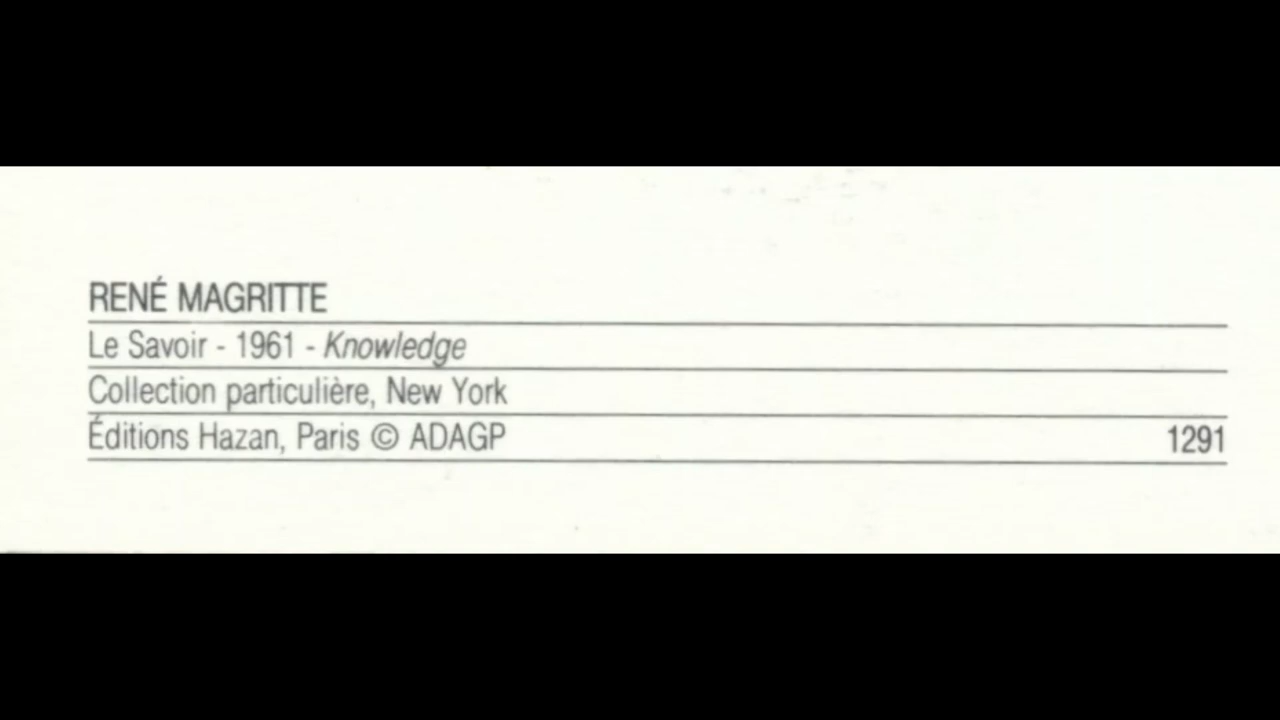 RENÉ MAGRITTE
Le Savoir - 1961 - Knowledge
Collection particulière, New York
Éditions Hazan, Paris © ADAGP 1291